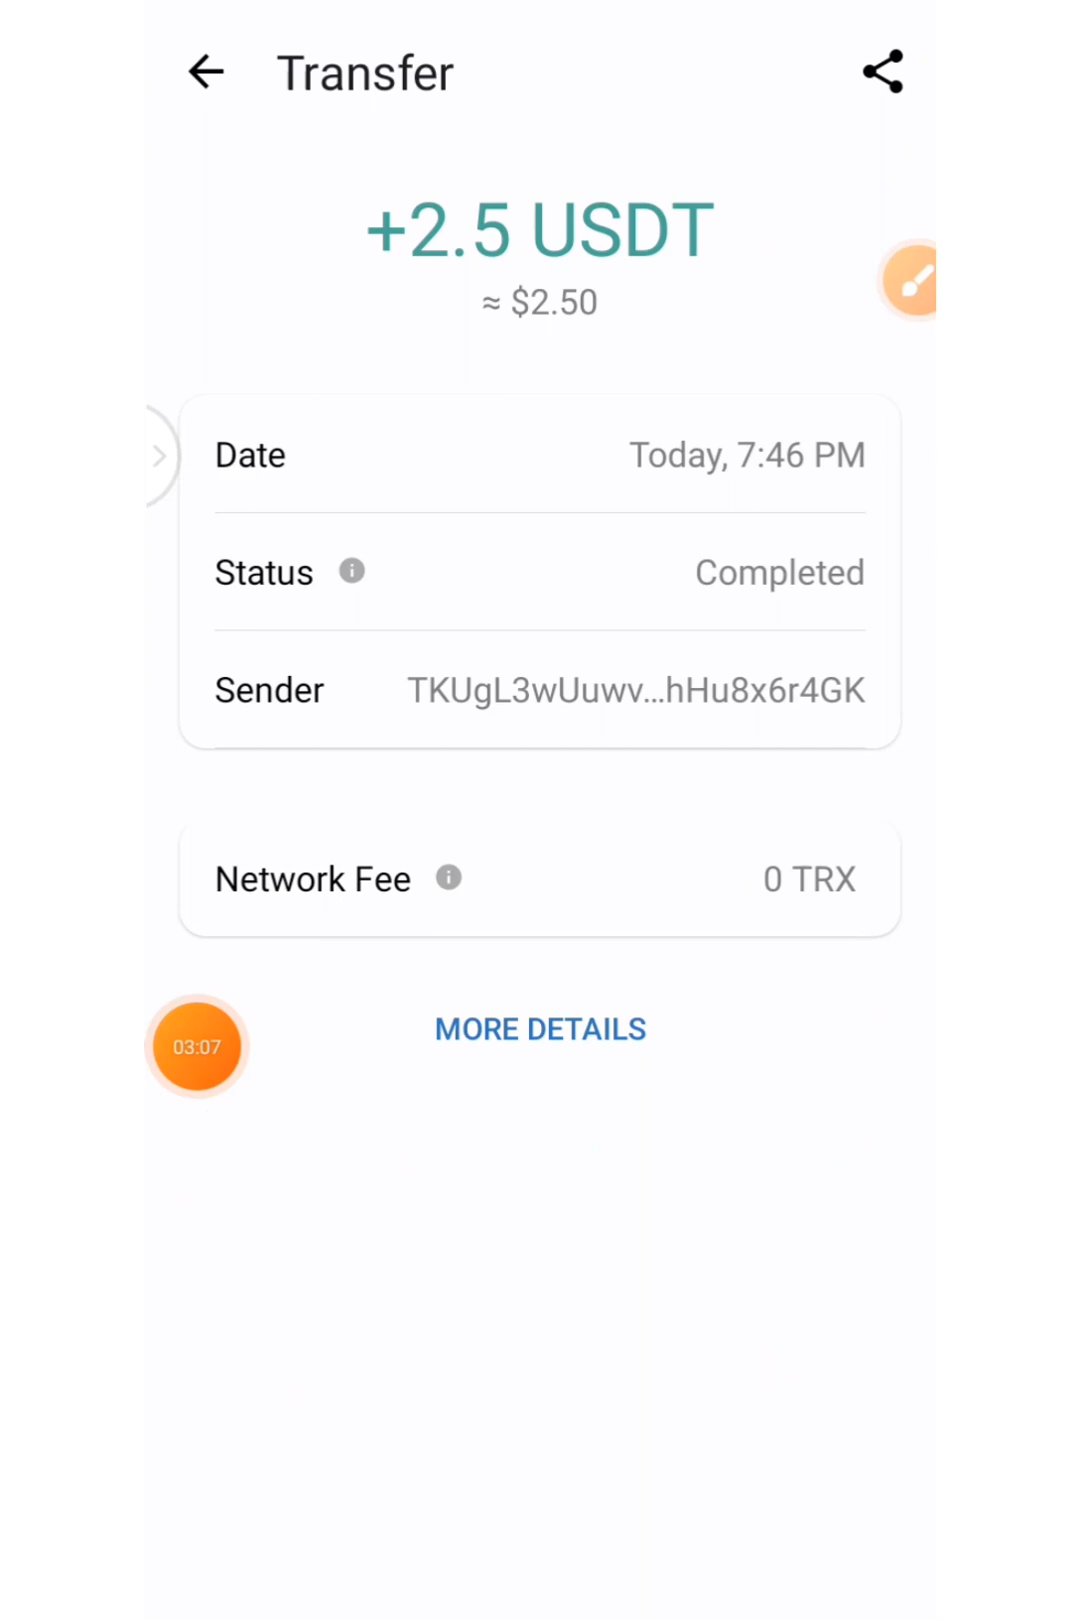 Transfer
+2.5 USDT
≈ $2.50
Date Today, 7:46 PM
Status Completed
Sender TKUgL3wUuwv...hHu8x6r4GK
Network Fee 0 TRX
MORE DETAILS
03:07